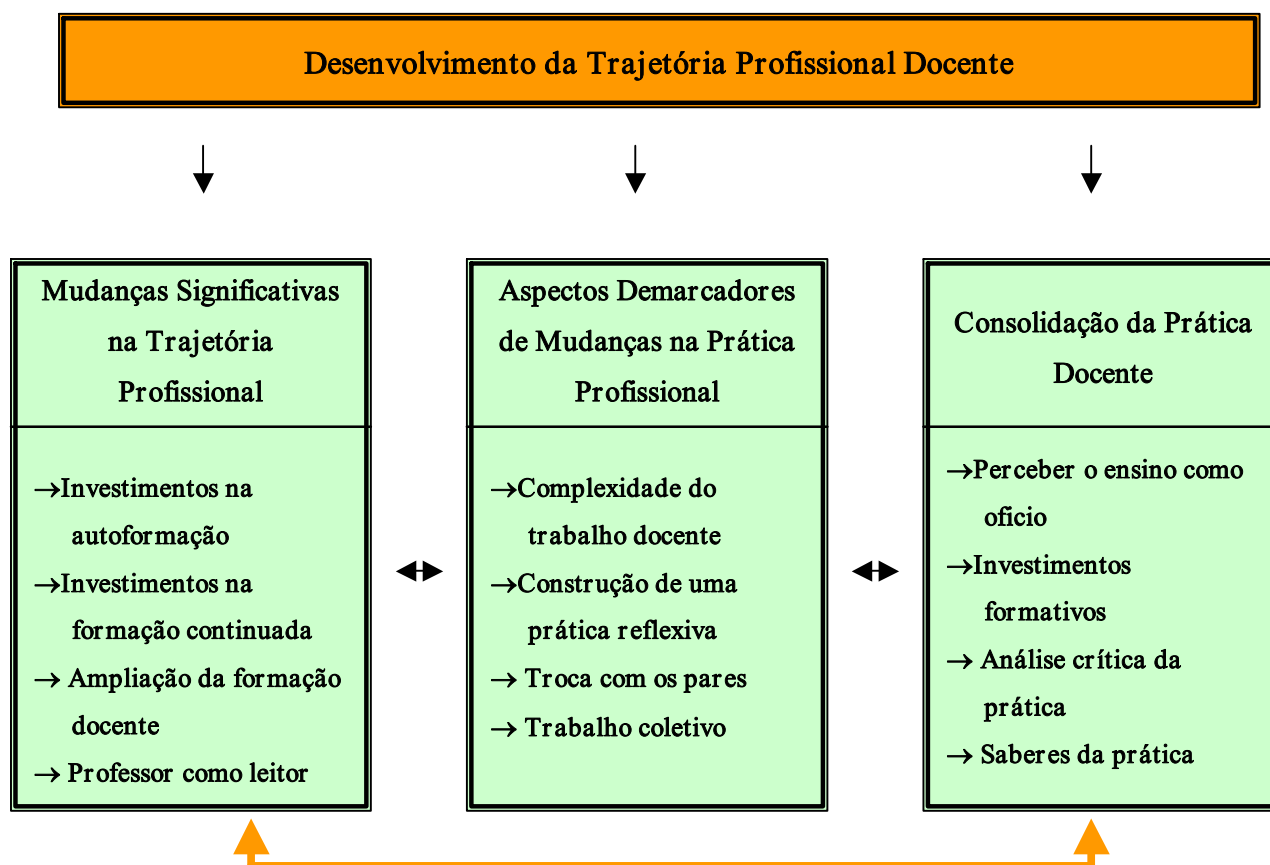 Desenvolvimento da Trajetória Profissional Docente
Mudanças Significativas
na Trajetória
Profissional
→Investimentos na
autoformação
→Investimentos na
formação continuada
→ Ampliação da formação
docente
→ Professor como leitor
Aspectos Demarcadores
de Mudanças na Prática
Profissional
→Complexidade do
trabalho docente
→Construção de uma
prática reflexiva
→ Troca com os pares
→ Trabalho coletivo
Consolidação da Prática
Docente
→Perceber o ensino como
oficio
→Investimentos
formativos
→ Análise crítica da
prática
→ Saberes da prática